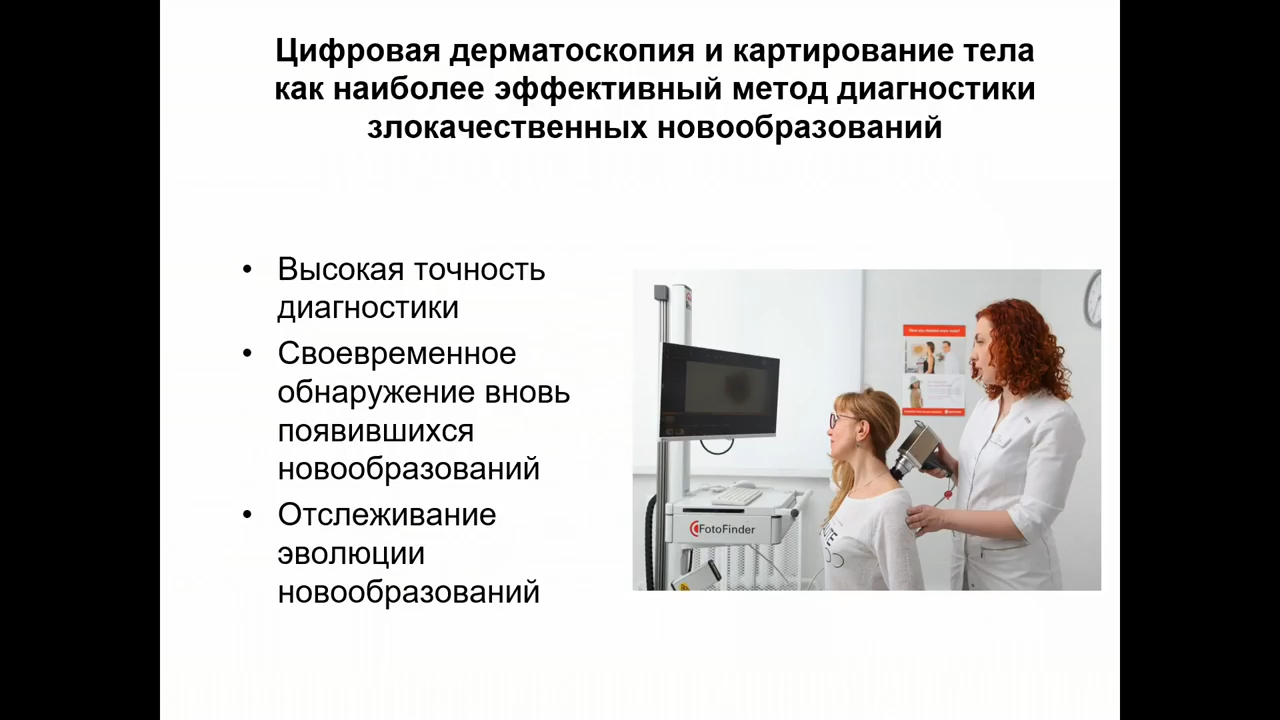 Цифровая дерматоскопия и картирование тела
как наиболее эффективный метод диагностики
злокачественных новообразований
• Высокая точность
диагностики
• Своевременное
обнаружение вновь
появившихся
новообразований
• Отслеживание
эволюции
новообразований
FotoFinder